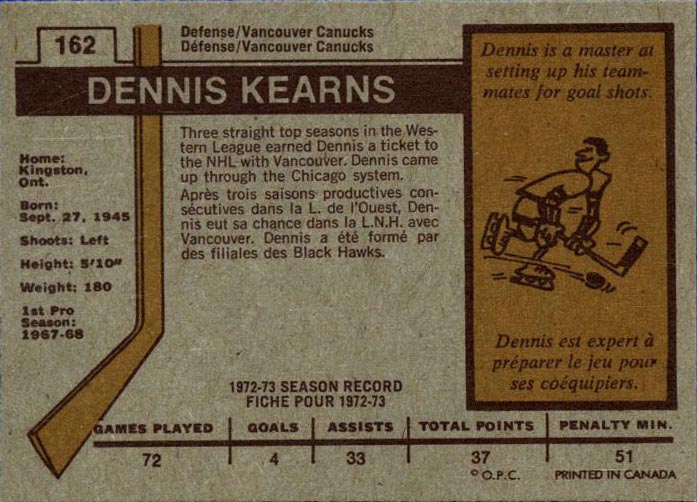 162
Defense/Vancouver Canucks
Défense/Vancouver Canucks
DENNIS KEARNS
Home:
Kingston,
Ont.
Born:
Sept. 27, 1945
Shoots: Left
Height: 5'10"
Weight: 180
1st Pro
Season:
1967-68
Three straight top seasons in the Wes-
tern League earned Dennis a ticket to
the NHL with Vancouver. Dennis came
up through the Chicago system.
Après trois saisons productives con-
sécutives dans la L. de l'Ouest, Den-
nis eut sa chance dans la L.N.H. avec
Vancouver. Dennis a été formé par
des filiales des Black Hawks.
Dennis is a master at
setting up his team-
mates for goal shots.
Dennis est expert à
préparer le jeu pour
ses coéquipiers.
1972-73 SEASON RECORD
FICHE POUR 1972-73
GAMES PLAYED GOALS ASSISTS TOTAL POINTS PENALTY MIN.
72 4 33 37 51
© O.P.C. PRINTED IN CANADA